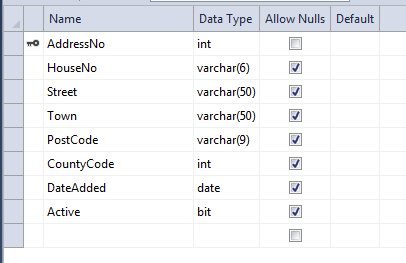 Name Data Type Allow Nulls Default
AddressNo int
HouseNo varchar(6)
Street varchar(50)
Town varchar(50)
PostCode varchar(9)
CountyCode int
DateAdded date
Active bit